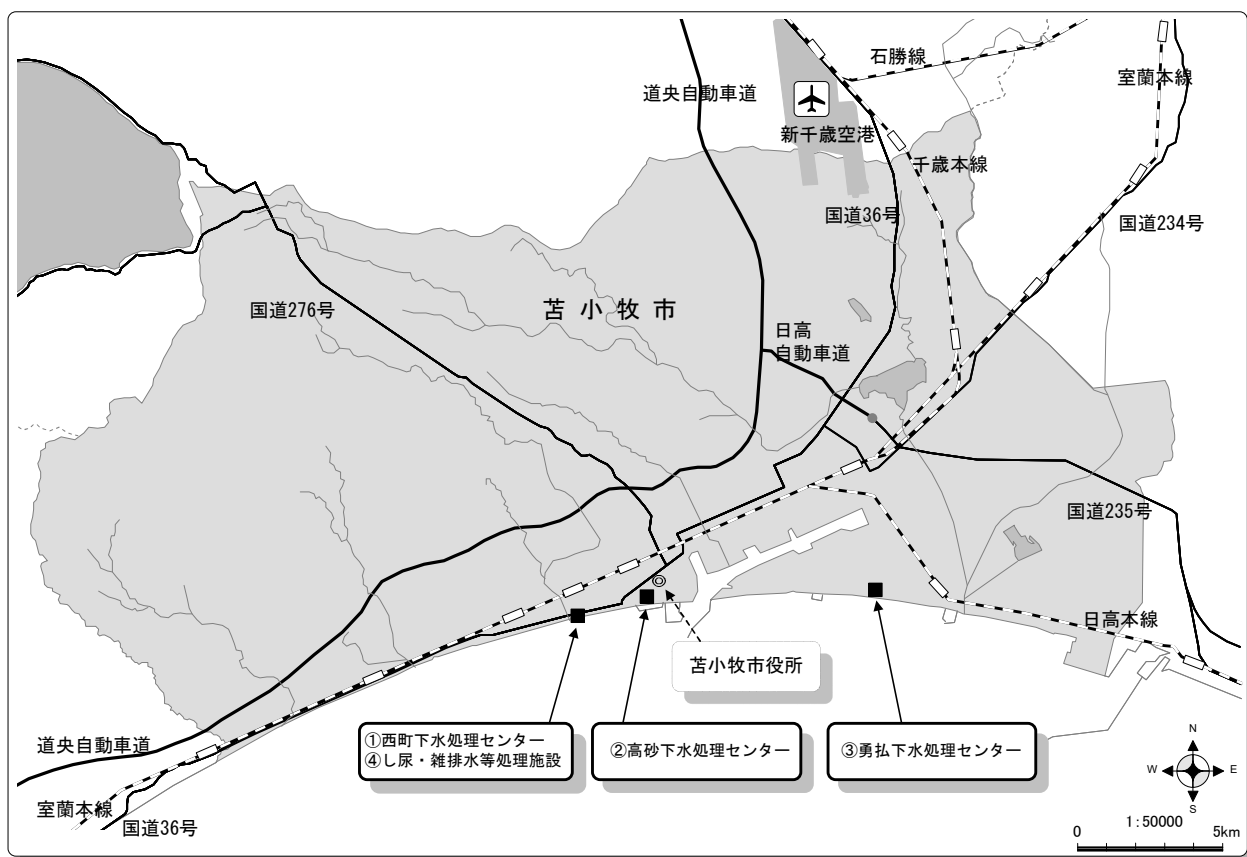 石勝線
室蘭本線
道央自動車道
新千歳空港
千歳本線
国道36号
国道234号
国道276号
苫小牧市
日高
自動車道
国道235号
日高本線
苫小牧市役所
①西町下水処理センター
④し尿・雑排水等処理施設
②高砂下水処理センター
③勇払下水処理センター
道央自動車道
室蘭本線
国道36号
N
W
E
S
1:50000
0
5km